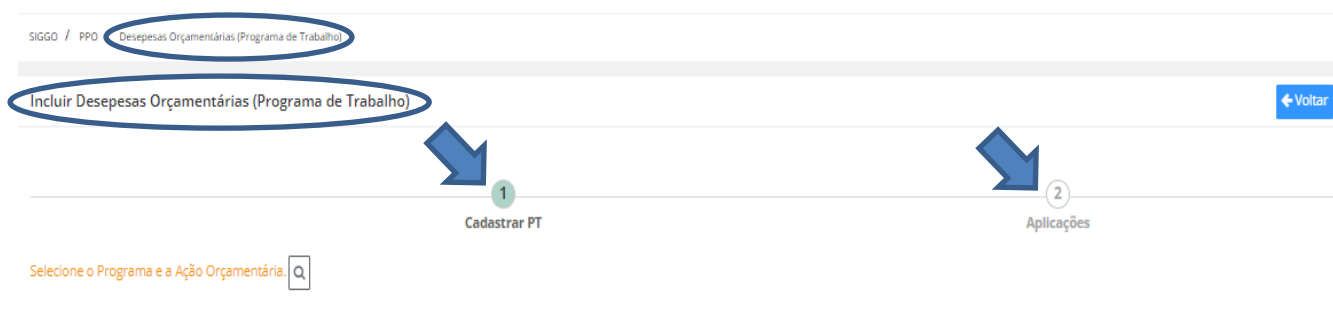 SIGGO / PPO Desepesas Orçamentárias (Programa de Trabalho)
Incluir Desepesas Orçamentárias (Programa de Trabalho)
Voltar
1
2
Cadastrar PT
Aplicações
Selecione o Programa e a Ação Orçamentária.